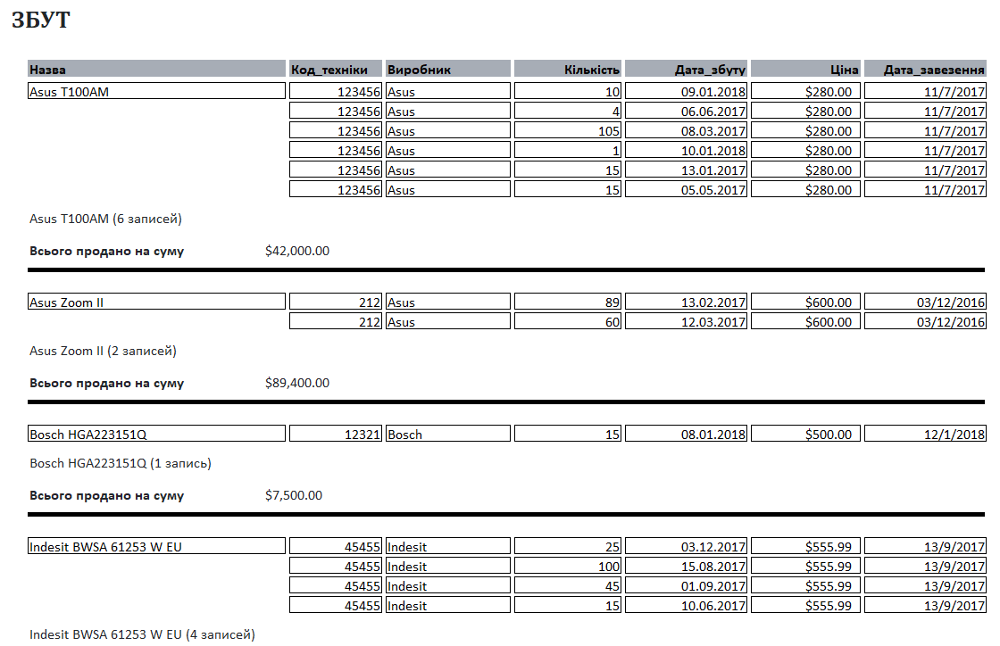 ЗБУТ
Назва Код_техніки Виробник Кількість Дата_збуту Ціна Дата_завезення
Asus T100AM 123456 Asus 10 09.01.2018 $280.00 11/7/2017
123456 Asus 4 06.06.2017 $280.00 11/7/2017
123456 Asus 105 08.03.2017 $280.00 11/7/2017
123456 Asus 1 10.01.2018 $280.00 11/7/2017
123456 Asus 15 13.01.2017 $280.00 11/7/2017
123456 Asus 15 05.05.2017 $280.00 11/7/2017
Asus T100AM (6 записей)
Всього продано на суму $42,000.00
Asus Zoom II 212 Asus 89 13.02.2017 $600.00 03/12/2016
212 Asus 60 12.03.2017 $600.00 03/12/2016
Asus Zoom II (2 записей)
Всього продано на суму $89,400.00
Bosch HGA223151Q 12321 Bosch 15 08.01.2018 $500.00 12/1/2018
Bosch HGA223151Q (1 запись)
Всього продано на суму $7,500.00
Indesit BWSA 61253 W EU 45455 Indesit 25 03.12.2017 $555.99 13/9/2017
45455 Indesit 100 15.08.2017 $555.99 13/9/2017
45455 Indesit 45 01.09.2017 $555.99 13/9/2017
45455 Indesit 15 10.06.2017 $555.99 13/9/2017
Indesit BWSA 61253 W EU (4 записей)